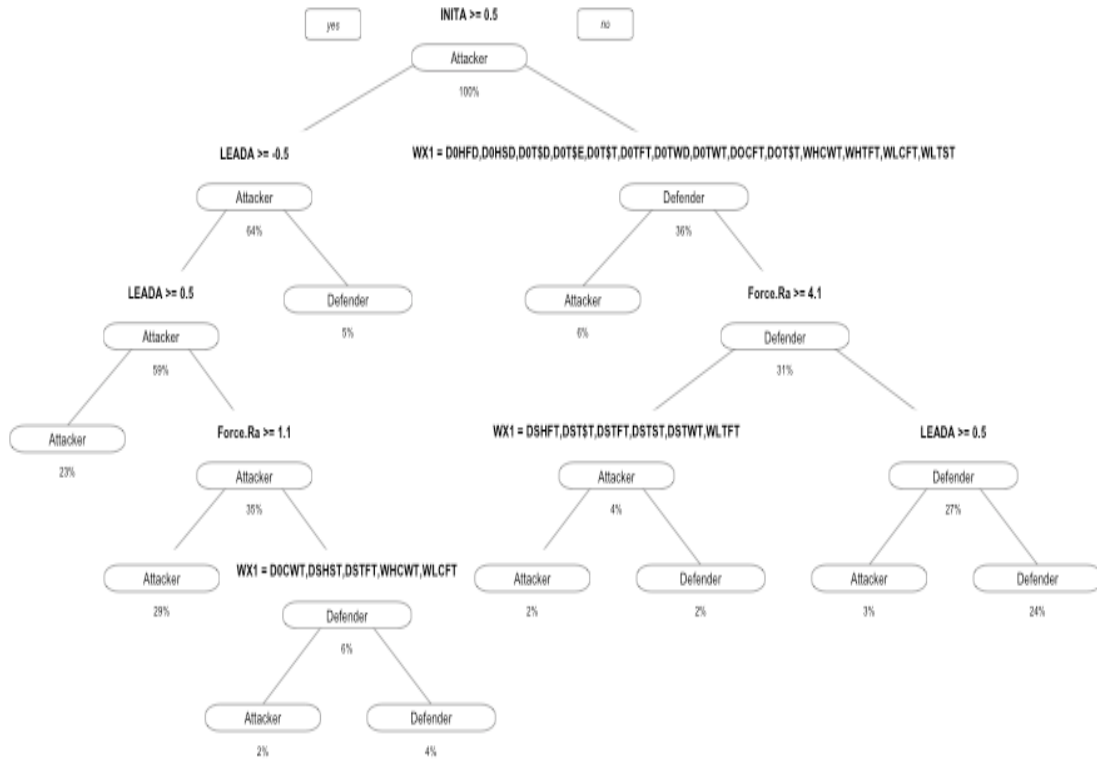 INITA >= 0.5
yes
no
Attacker
100%
LEADA >= -0.5
WX1 = D0HFD,D0HSD,D0T$D,D0T$E,D0T$T,D0TFT,D0TWD,D0TWT,DOCFT,DOT$T,WHCWT,WHTFT,WLCFT,WLTST
Attacker
Defender
64%
36%
LEADA >= 0.5
Defender
Attacker
Force.Ra >= 4.1
5%
6%
Attacker
Defender
59%
31%
Attacker
Force.Ra >= 1.1
WX1 = DSHFT,DST$T,DSTFT,DSTST,DSTWT,WLTFT
LEADA >= 0.5
23%
Attacker
Attacker
Defender
35%
4%
27%
Attacker
WX1 = D0CWT,DSHST,DSTFT,WHCWT,WLCFT
Attacker
Defender
Attacker
Defender
29%
Defender
2%
2%
3%
24%
6%
Attacker
Defender
2%
4%